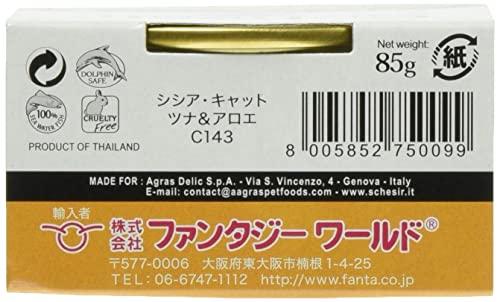 DOLPHIN SAFE
100% SEA WATER FISH
CRUELTY Free
PRODUCT OF THAILAND
シシア・キャット
ツナ&アロエ
C143
Net weight:
85g
紙
8 005852 750099
MADE FOR : Agras Delic S.p.A. - Via S. Vincenzo, 4 - Genova - Italy
E-mail: contact@aagraspetfoods.com - www.schesir.it
輸入者
株式会社 ファンタジー ワールド®
〒577-0006 大阪府東大阪市楠根1-4-25
TEL : 06-6747-1112 http://www.fanta.co.jp